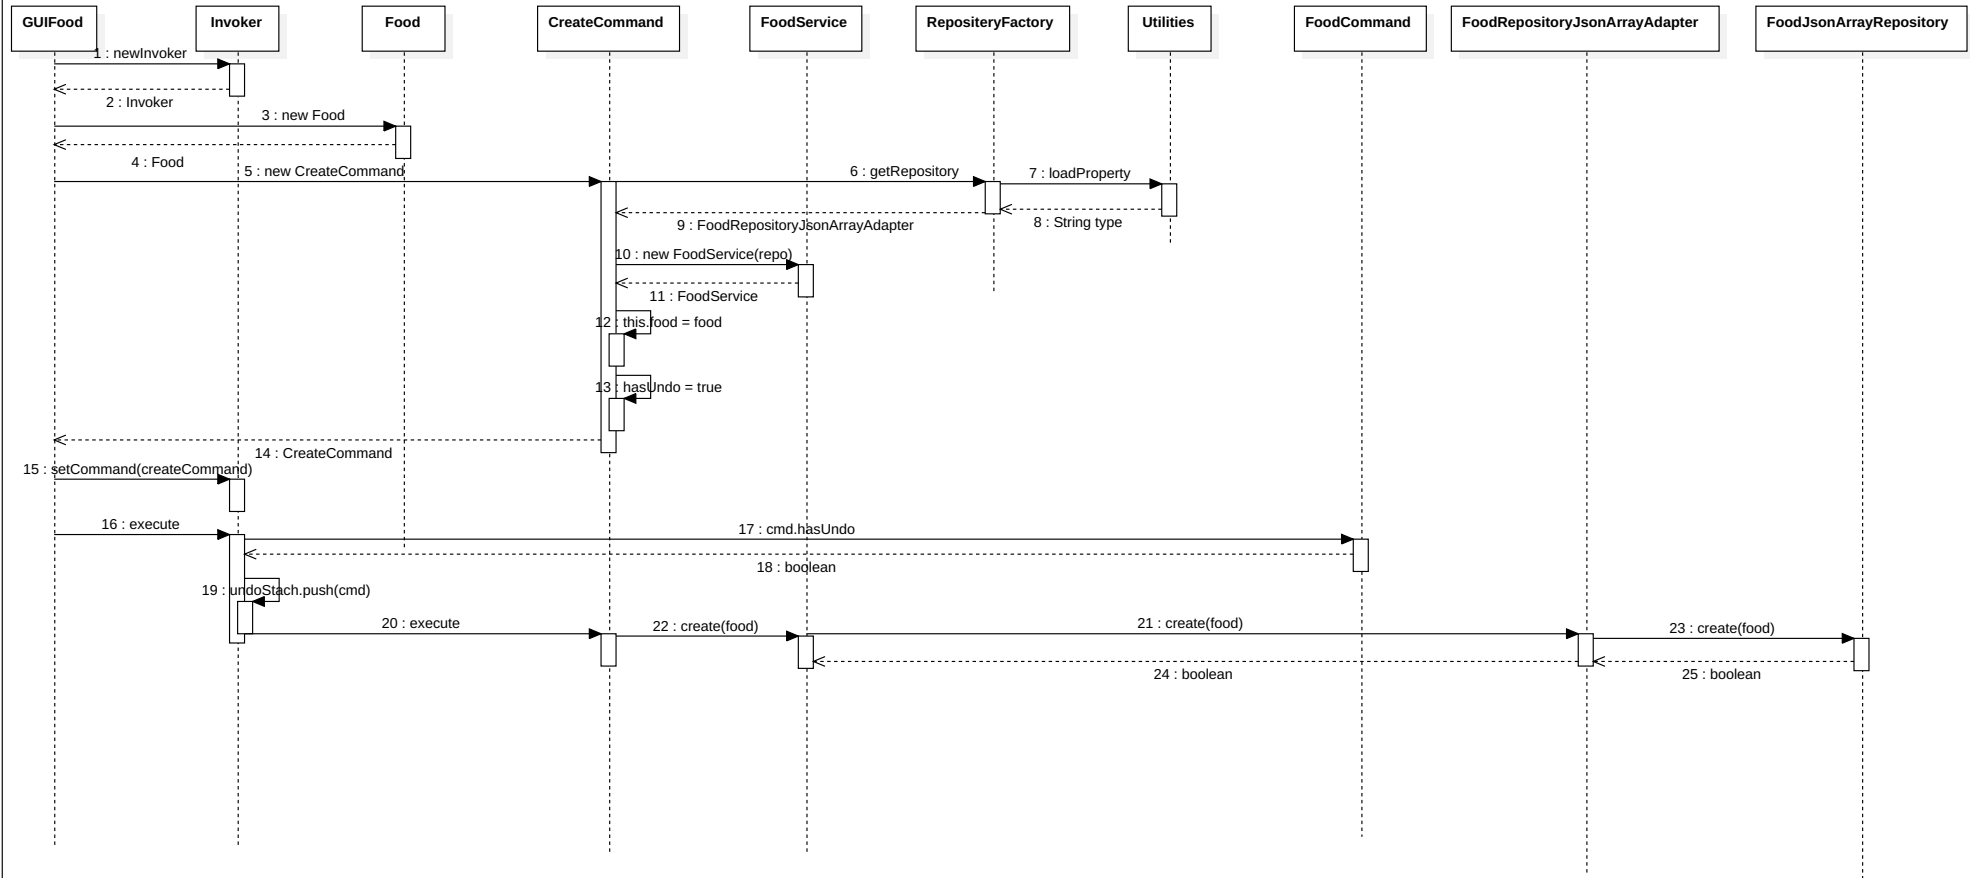 GUIFood
Invoker
Food
CreateCommand
FoodService
RepositeryFactory
Utilities
FoodCommand
FoodRepositoryJsonArrayAdapter
FoodJsonArrayRepository
1 : newInvoker
2 : Invoker
3 : new Food
4 : Food
5 : new CreateCommand
6 : getRepository
7 : loadProperty
8 : String type
9 : FoodRepositoryJsonArrayAdapter
10 : new FoodService(repo)
11 : FoodService
12 : this.food = food
13 : hasUndo = true
14 : CreateCommand
15 : setCommand(createCommand)
16 : execute
17 : cmd.hasUndo
18 : boolean
19 : undoStach.push(cmd)
20 : execute
22 : create(food)
21 : create(food)
23 : create(food)
24 : boolean
25 : boolean